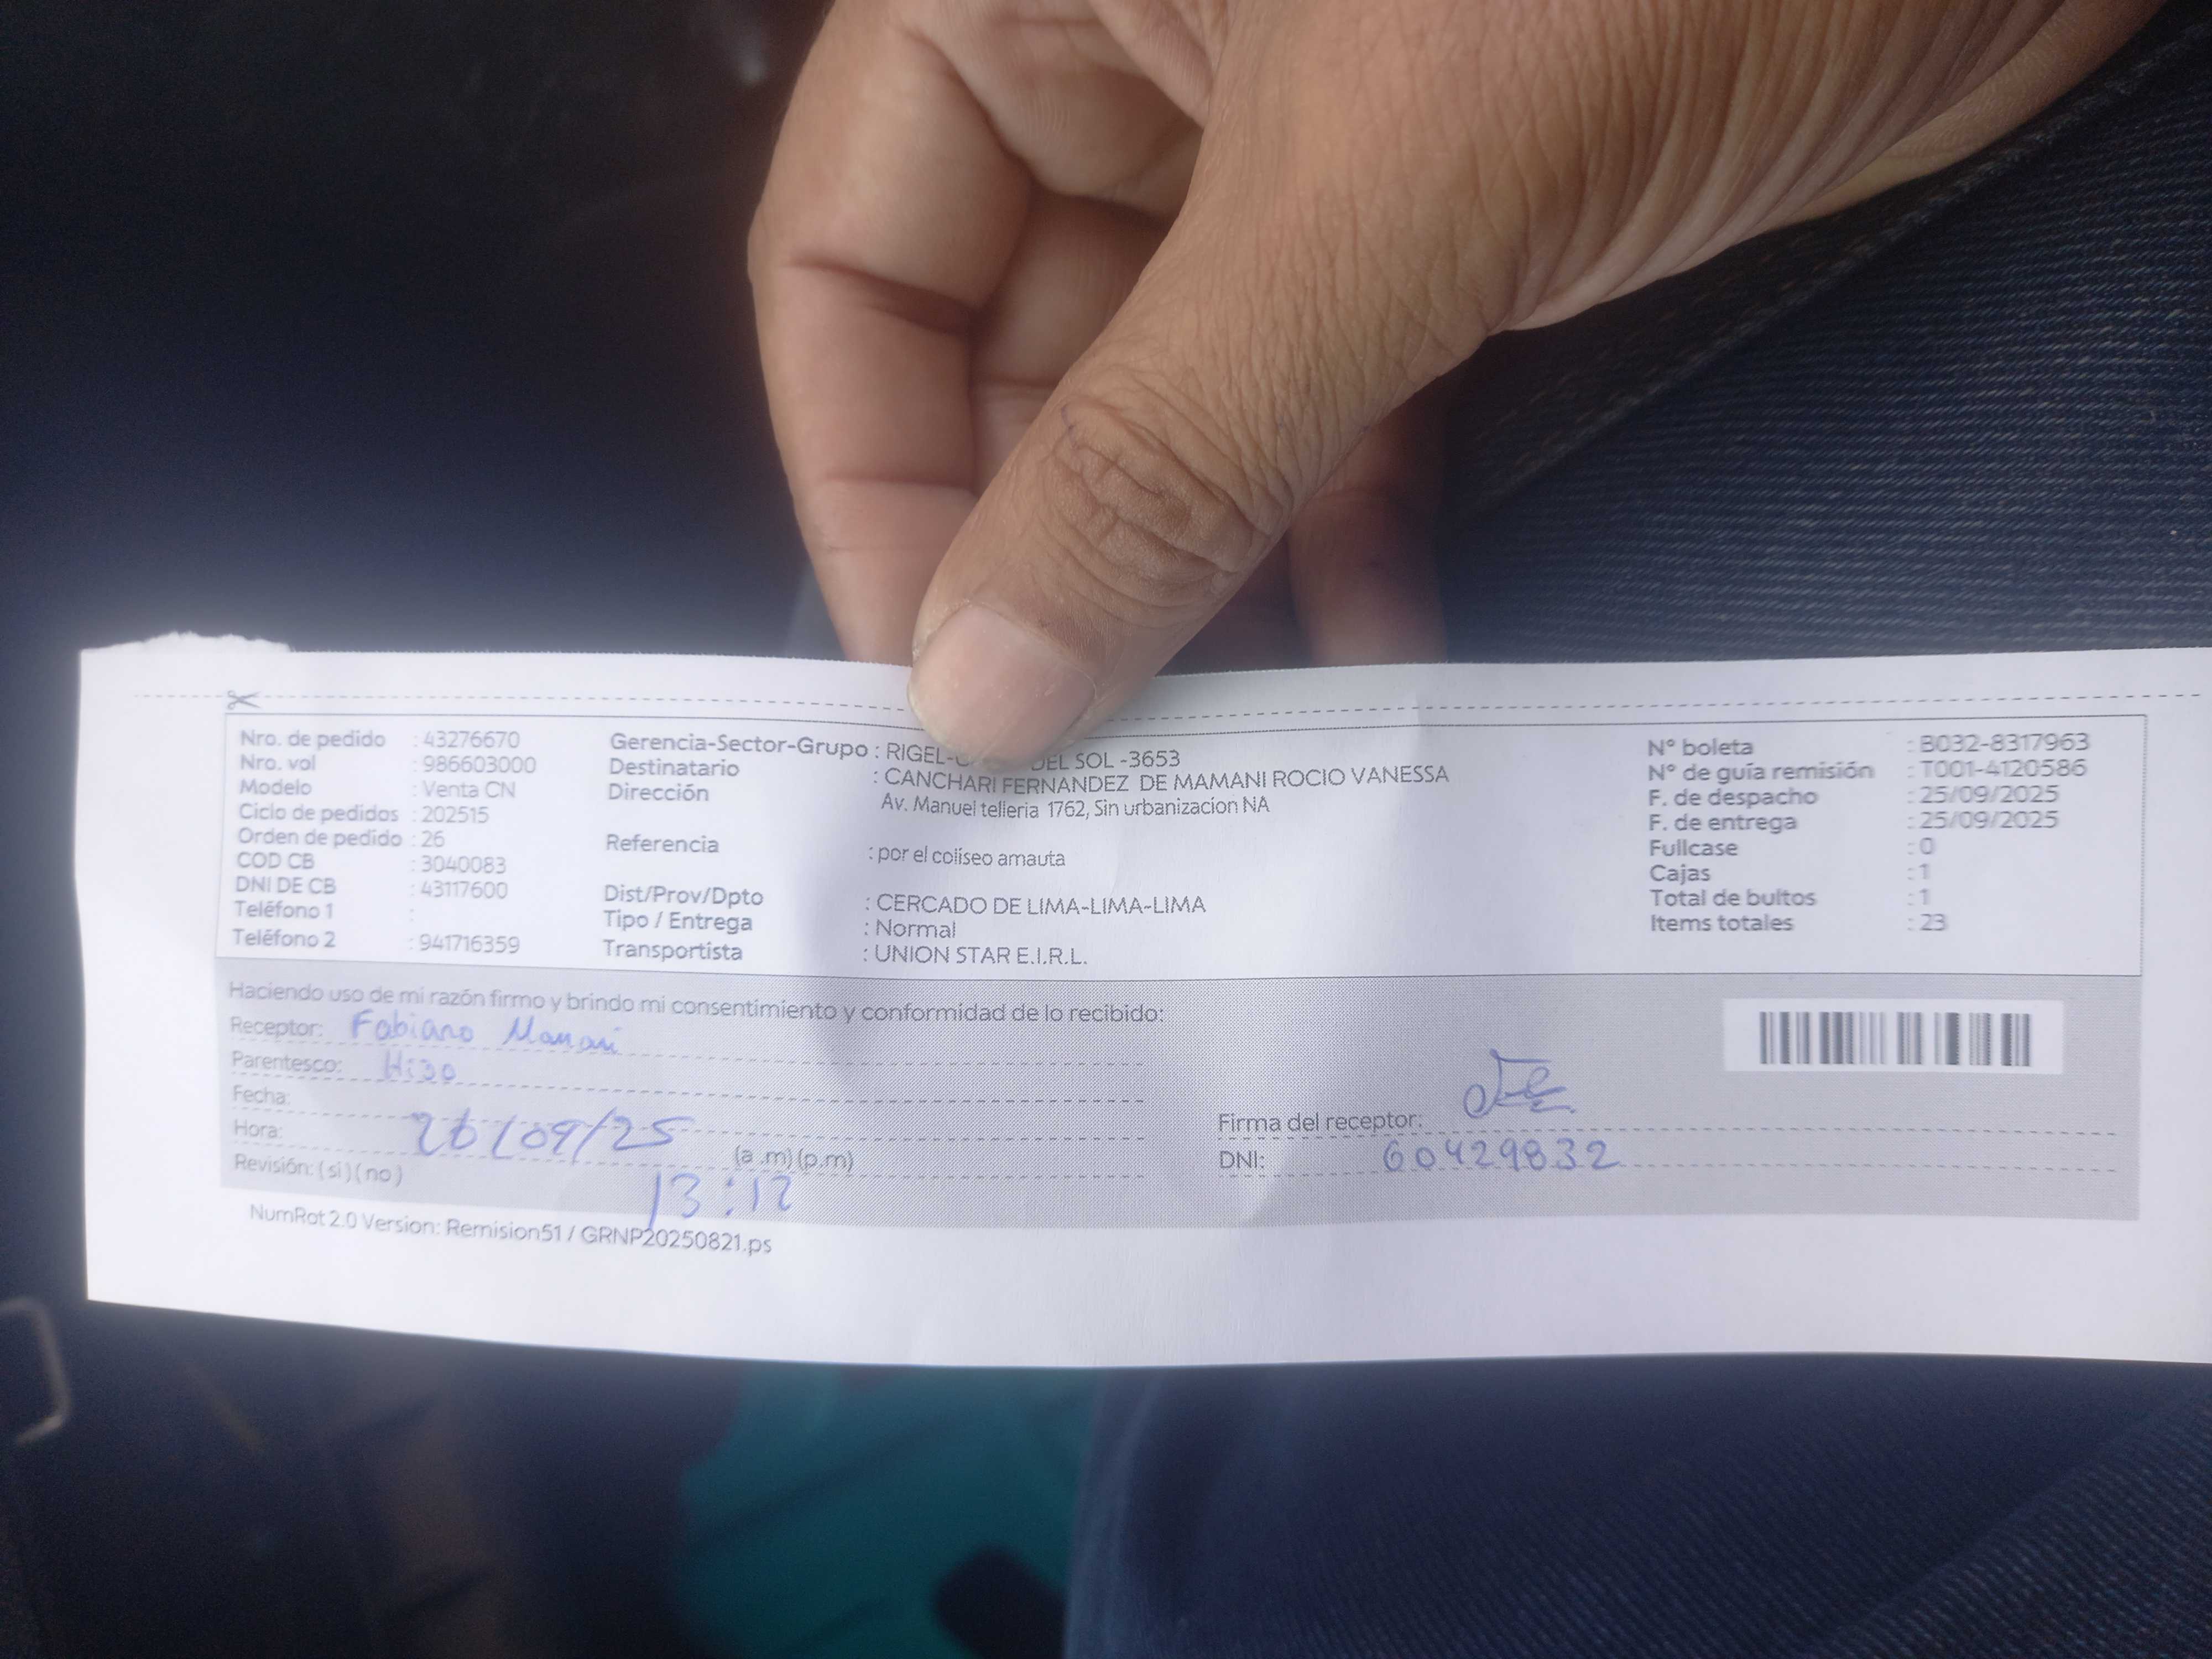 Nro. de pedido : 43276670
Nro. vol : 986603000
Modelo : Venta CN
Ciclo de pedidos : 202515
Orden de pedido : 26
COD CB : 3040083
DNI DE CB : 43117600
Teléfono 1 :
Teléfono 2 : 941716359
Gerencia-Sector-Grupo : RIGEL- DEL SOL -3653
Destinatario : CANCHARI FERNANDEZ DE MAMANI ROCIO VANESSA
Dirección Av. Manuel telleria 1762, Sin urbanizacion NA
Referencia : por el coliseo amauta
Dist/Prov/Dpto : CERCADO DE LIMA-LIMA-LIMA
Tipo / Entrega : Normal
Transportista : UNION STAR E.I.R.L.
N° boleta : B032-8317963
N° de guía remisión : T001-4120586
F. de despacho : 25/09/2025
F. de entrega : 25/09/2025
Fullcase : 0
Cajas : 1
Total de bultos : 1
Items totales : 23
Haciendo uso de mi razón firmo y brindo mi consentimiento y conformidad de lo recibido:
Receptor: Fabiano Mamani
Parentesco: Hijo
Fecha:
Hora: 26/09/25 (a .m) (p.m)
Revisión: (si) (no) 13:12
Firma del receptor:
DNI: 60429832
NumRot 2.0 Version: Remision51 / GRNP20250821.ps